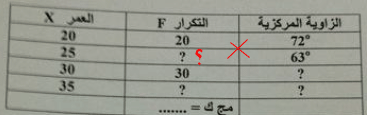 العمر X التكرار F الزاوية المركزية
20 20 72°
25 ? ؟ 63°
30 30 ?
35 ? ?
مج ك = .......